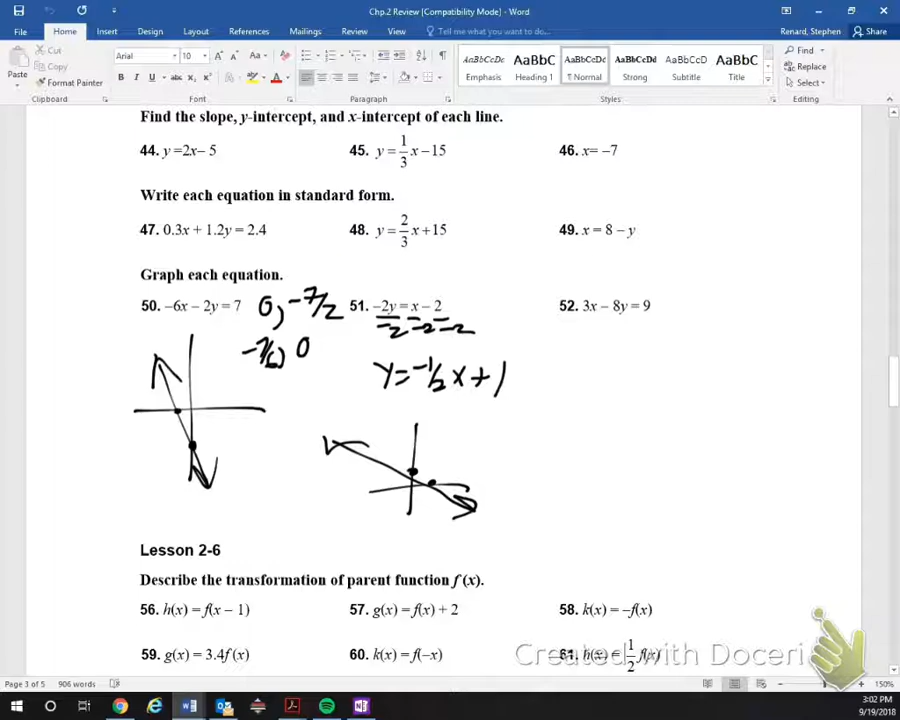 Chp.2 Review [Compatibility Mode] - Word
Renard, Stephen
Share
File Home Insert Design Layout References Mailings Review View Tell me what you want to do...
Paste
Cut
Copy
Format Painter
Clipboard
Arial 10
Font
Paragraph
AaBbCcDc AaBbC AaBbCcDc AaBbCcDc AaBbCcD AaBbC
Emphasis Heading 1 ¶ Normal Strong Subtitle Title
Styles
Find
Replace
Select
Editing
Find the slope, y-intercept, and x-intercept of each line.
44. y =2x– 5 45. y = 1/3 x – 15 46. x= –7
Write each equation in standard form.
47. 0.3x + 1.2y = 2.4 48. y = 2/3 x + 15 49. x = 8 – y
Graph each equation.
50. –6x – 2y = 7 0, -7/2 51. –2y = x – 2 52. 3x – 8y = 9
-2 -2 -2
-7/6, 0
y = -1/2 x + 1
Lesson 2-6
Describe the transformation of parent function f (x).
56. h(x) = f(x – 1) 57. g(x) = f(x) + 2 58. k(x) = –f(x)
59. g(x) = 3.4f (x) 60. k(x) = f(–x) 61. h(x) = 1/2 f(x)
Created with Doceri
Page 3 of 5 906 words 150%
3:02 PM
9/19/2018